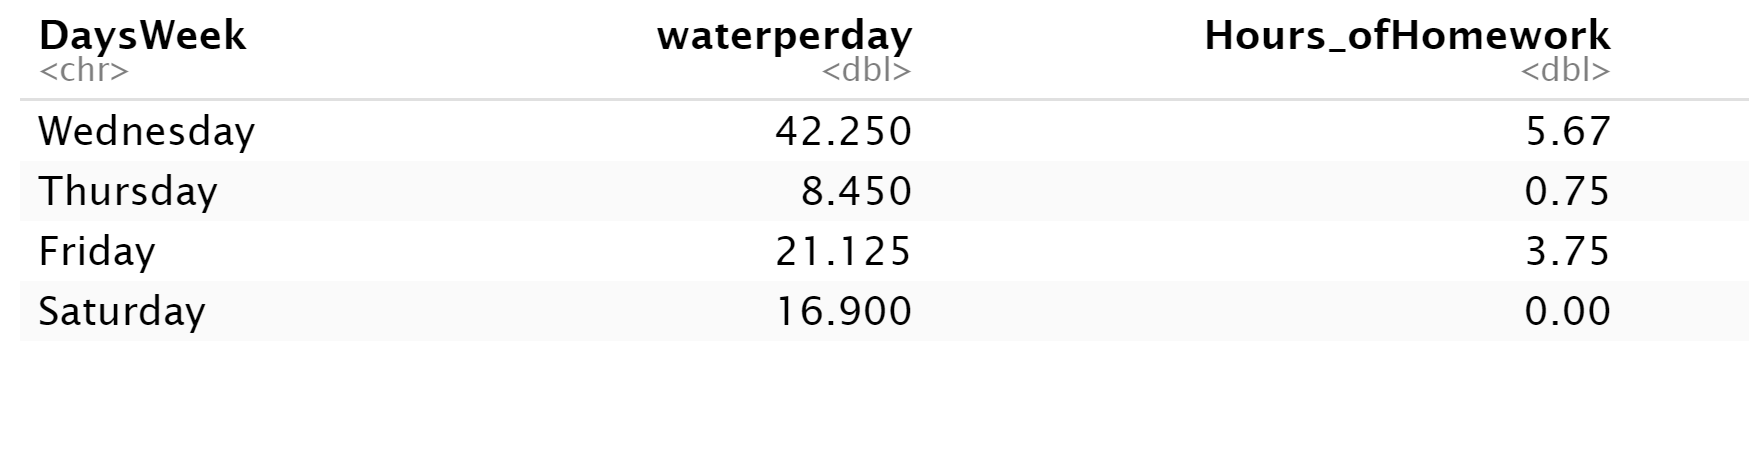 DaysWeek waterperday Hours_ofHomework
<chr> <dbl> <dbl>
Wednesday 42.250 5.67
Thursday 8.450 0.75
Friday 21.125 3.75
Saturday 16.900 0.00